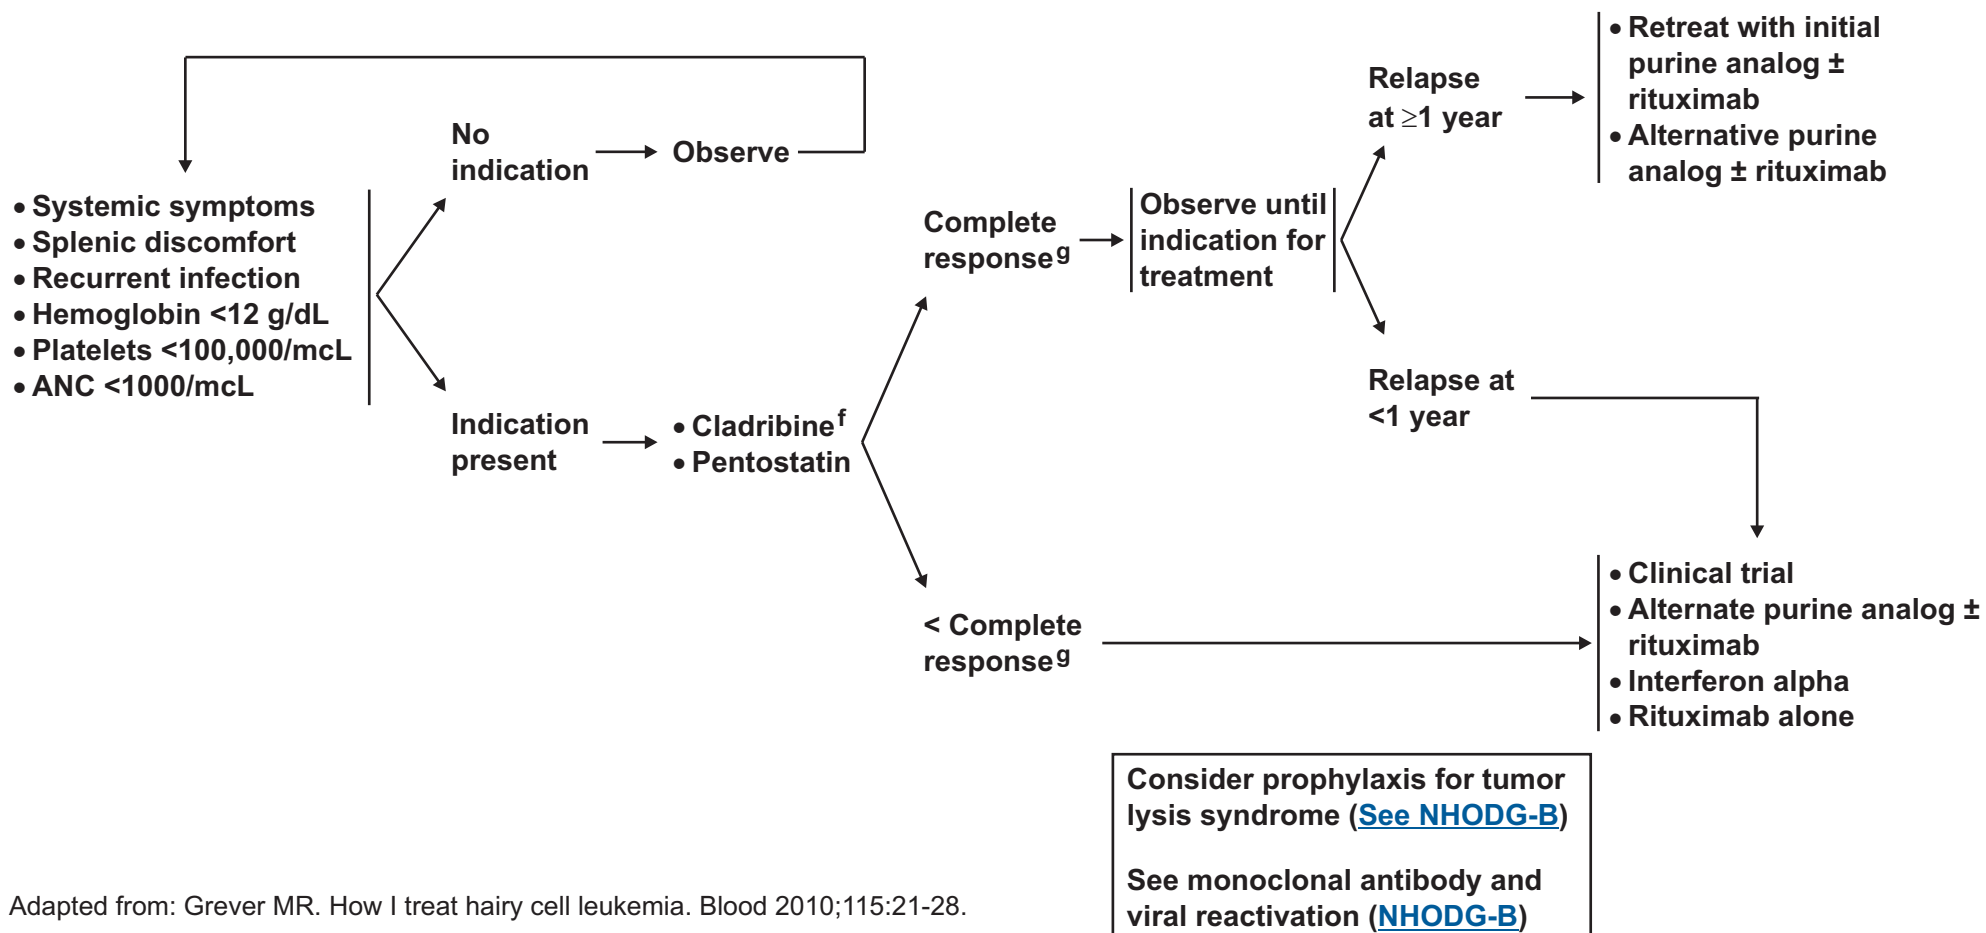 • Systemic symptoms
• Splenic discomfort
• Recurrent infection
• Hemoglobin <12 g/dL
• Platelets <100,000/mcL
• ANC <1000/mcL
No
indication
Observe
Indication
present
• Cladribineᶠ
• Pentostatin
Complete
responseᵍ
Observe until
indication for
treatment
Relapse
at ≥1 year
• Retreat with initial
purine analog ±
rituximab
• Alternative purine
analog ± rituximab
Relapse at
<1 year
< Complete
responseᵍ
• Clinical trial
• Alternate purine analog ±
rituximab
• Interferon alpha
• Rituximab alone
Consider prophylaxis for tumor
lysis syndrome (See NHODG-B)
See monoclonal antibody and
viral reactivation (NHODG-B)
Adapted from: Grever MR. How I treat hairy cell leukemia. Blood 2010;115:21-28.